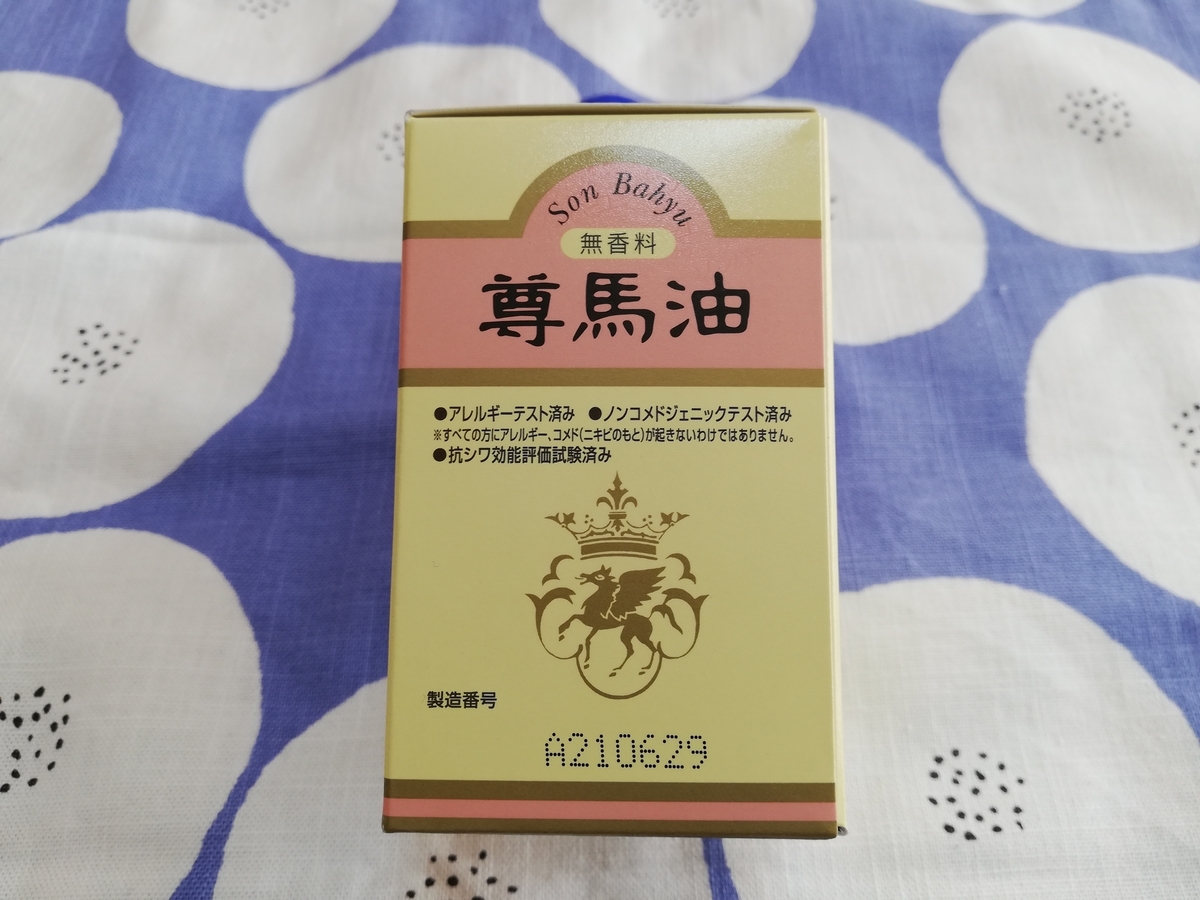 Son Bahyu
無香料
尊馬油
●アレルギーテスト済み ●ノンコメドジェニックテスト済み
※すべての方にアレルギー、コメド(ニキビのもと)が起きないわけではありません。
●抗シワ効能評価試験済み
製造番号
A210629